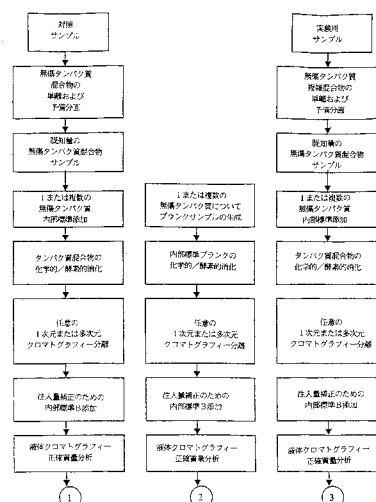 対照
サンプル
無傷タンパク質
混合物の
単離および
予備分画
既知量の
無傷タンパク質混合物
サンプル
1または複数の
無傷タンパク質
内部標準添加
タンパク質混合物の
化学的/酵素的消化
任意の
1次元または多次元
クロマトグラフィー分離
注入量補正のための
内部標準B添加
液体クロマトグラフィー
正確質量分析
1
1または複数の
無傷タンパク質について
ブランクサンプルの生成
内部標準ブランクの
化学的/酵素的消化
任意の
1次元または多次元
クロマトグラフィー分離
注入量補正のための
内部標準B添加
液体クロマトグラフィー
正確質量分析
2
実験用
サンプル
無傷タンパク質
複雑混合物の
単離および
予備分画
既知量の
無傷タンパク質混合物
サンプル
1または複数の
無傷タンパク質
内部標準添加
タンパク質混合物の
化学的/酵素的消化
任意の
1次元または多次元
クロマトグラフィー分離
注入量補正のための
内部標準B添加
液体クロマトグラフィー
正確質量分析
3